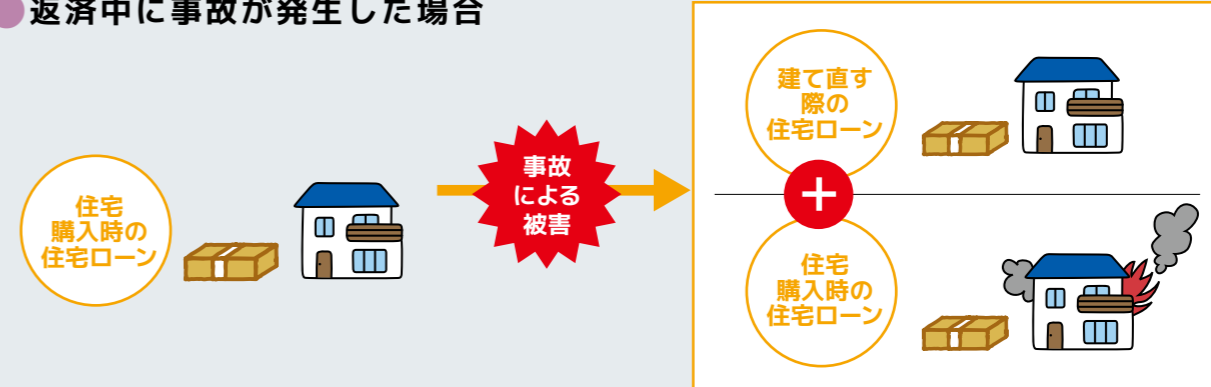 返済中に事故が発生した場合
住宅
購入時の
住宅ローン
事故
による
被害
建て直す
際の
住宅ローン
+
住宅
購入時の
住宅ローン